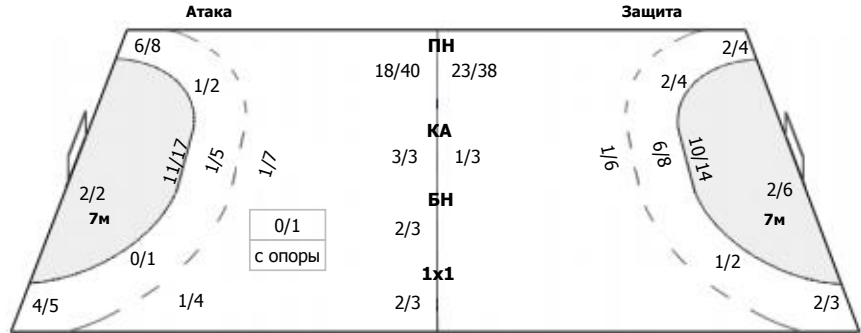 Атака Защита
6/8 ПН 2/4
18/40 23/38
1/2 2/4
КА
11/17 1/5 1/7 3/3 1/3 1/6 6/8 10/14
2/2 2/6
7м БН 7м
0/1 2/3
0/1 с опоры 1/2
1x1
4/5 1/4 2/3 2/3